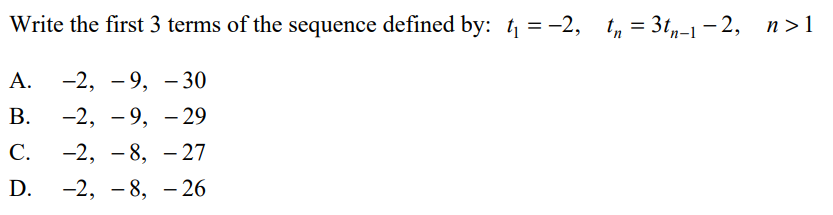 Write the first 3 terms of the sequence defined by: t₁ = −2, tₙ = 3tₙ₋₁ − 2, n > 1
A. −2, − 9, − 30
B. −2, − 9, − 29
C. −2, − 8, − 27
D. −2, − 8, − 26